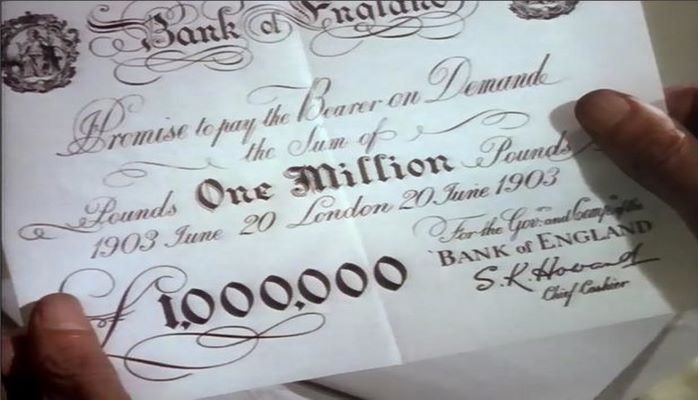 Bank of England
Promise to pay the Bearer on Demand
the Sum of
Pounds One Million Pounds
1903 June 20 London 20 June 1903
For the Gov: and Comp: of the
BANK of ENGLAND
£1,000,000
S.K.Howard
Chief Cashier